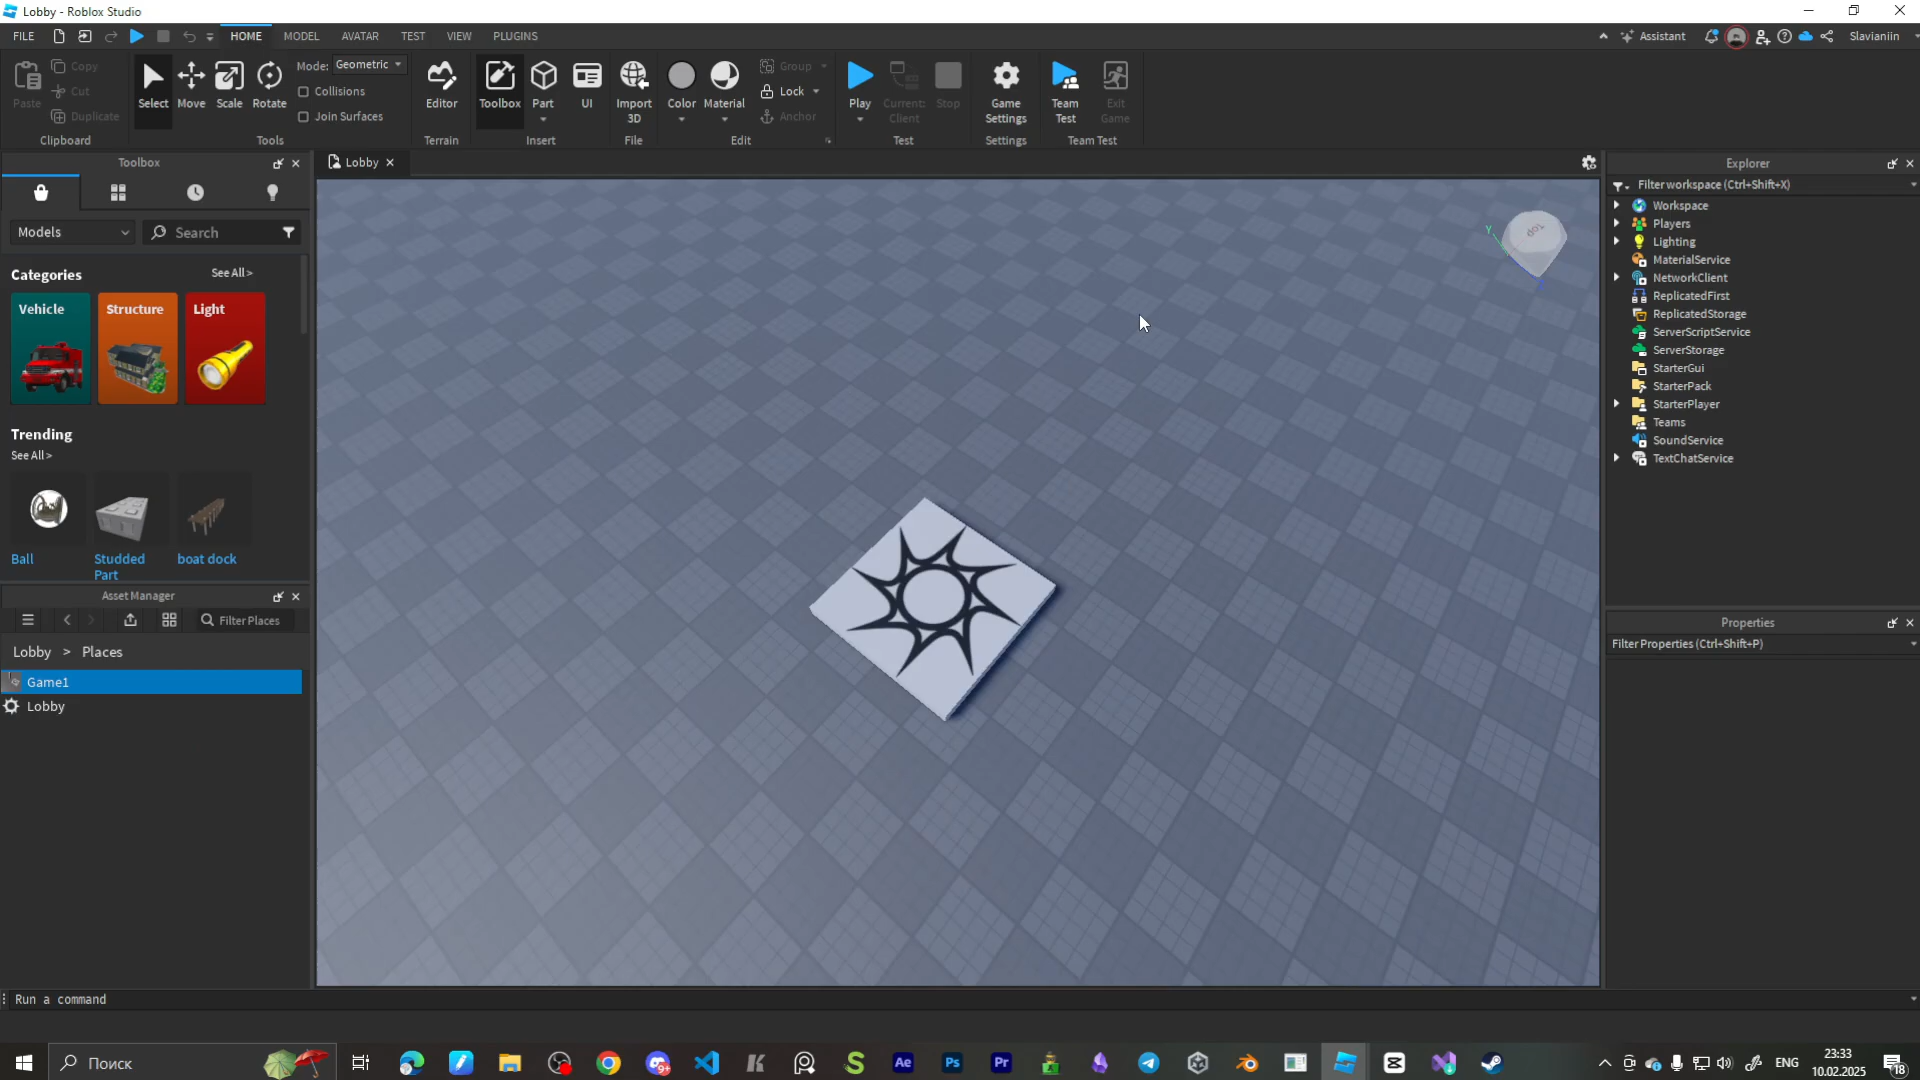 Lobby - Roblox Studio
FILE HOME MODEL AVATAR TEST VIEW PLUGINS Assistant Slavianiin
Paste Copy Cut Duplicate
Clipboard
Select Move Scale Rotate
Mode: Geometric
Collisions
Join Surfaces
Tools
Editor
Terrain
Toolbox Part UI
Insert
Import 3D
File
Color Material Group Lock Anchor
Edit
Play Current: Client Stop
Test
Game Settings
Settings
Team Test Exit Game
Team Test
Toolbox
Models Search
Categories See All >
Vehicle Structure Light
Trending
See All >
Ball Studded Part boat dock
Asset Manager
Filter Places
Lobby > Places
Game1
Lobby
Lobby
TOP
Y
Explorer
Filter workspace (Ctrl+Shift+X)
Workspace
Players
Lighting
MaterialService
NetworkClient
ReplicatedFirst
ReplicatedStorage
ServerScriptService
ServerStorage
StarterGui
StarterPack
StarterPlayer
Teams
SoundService
TextChatService
Properties
Filter Properties (Ctrl+Shift+P)
Run a command
Поиск
9+
Ae Ps Pr
ENG
23:33
10.02.2025
18